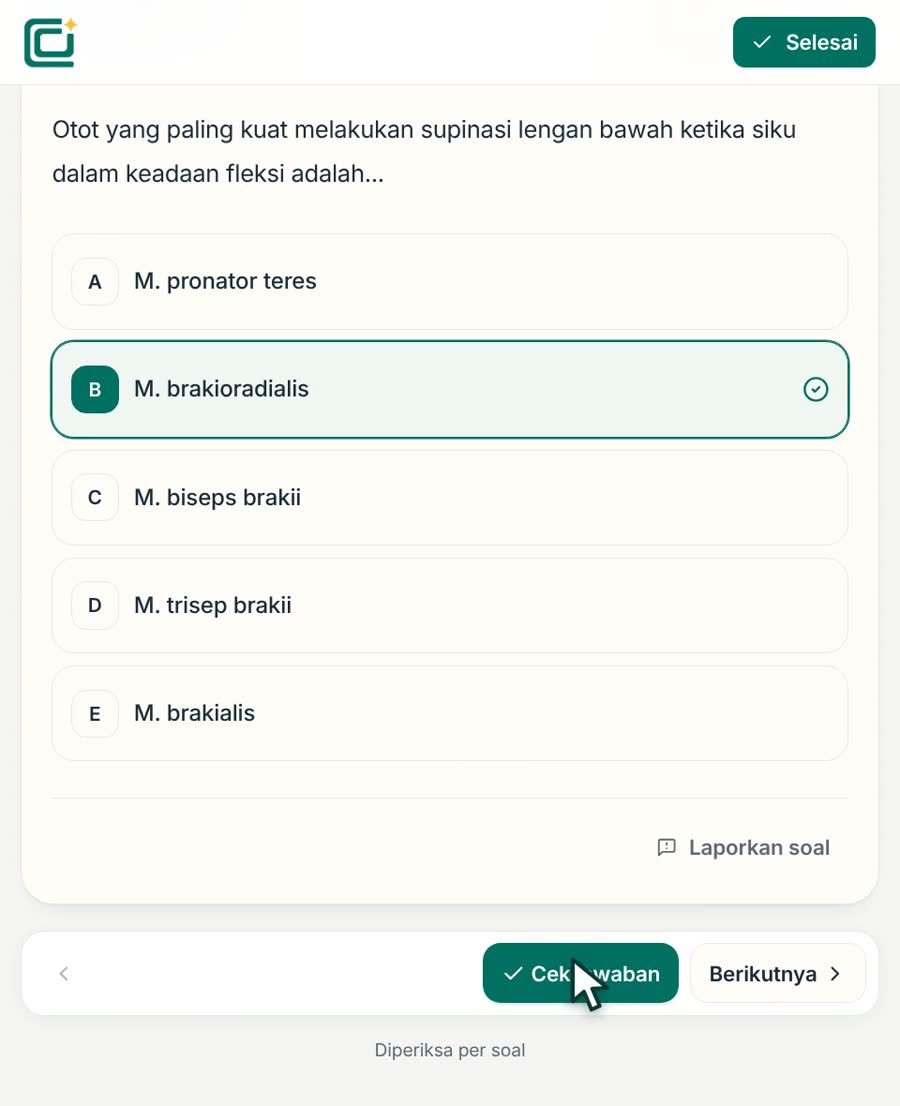 Selesai
Otot yang paling kuat melakukan supinasi lengan bawah ketika siku
dalam keadaan fleksi adalah...
A M. pronator teres
B M. brakioradialis
C M. biseps brakii
D M. trisep brakii
E M. brakialis
Laporkan soal
Cek waban
Berikutnya
Diperiksa per soal